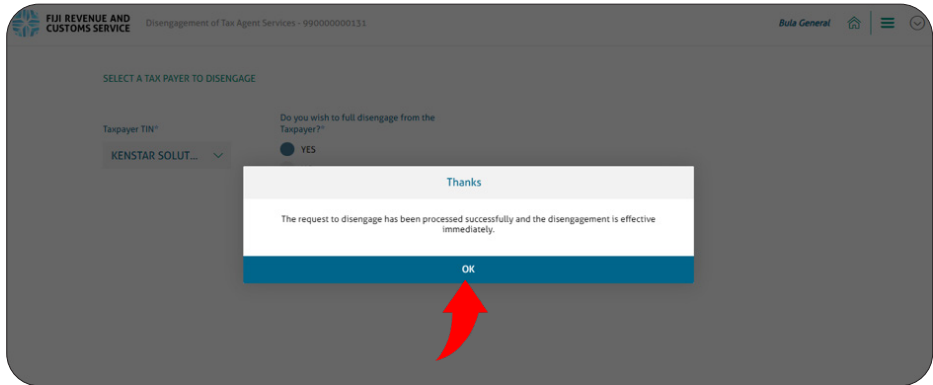 FIJI REVENUE AND
CUSTOMS SERVICE
Disengagement of Tax Agent Services - 990000000131
Bula General
SELECT A TAX PAYER TO DISENGAGE
Do you wish to full disengage from the
Taxpayer?*
Taxpayer TIN*
KENSTAR SOLUT...
YES
Thanks
The request to disengage has been processed successfully and the disengagement is effective
immediately.
OK